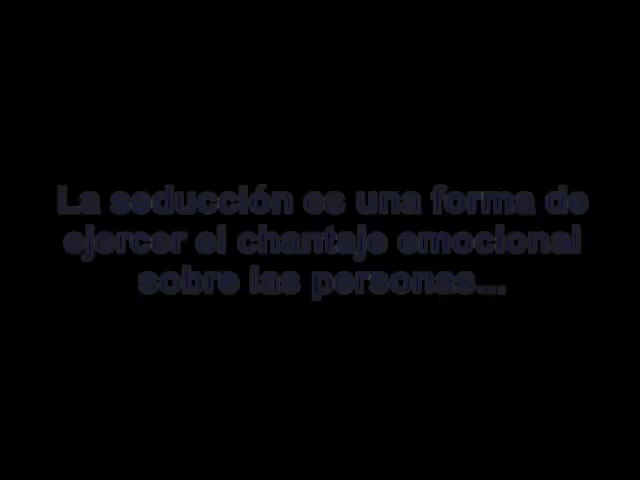 La seducción es una forma de
ejercer el chantaje emocional
sobre las personas...